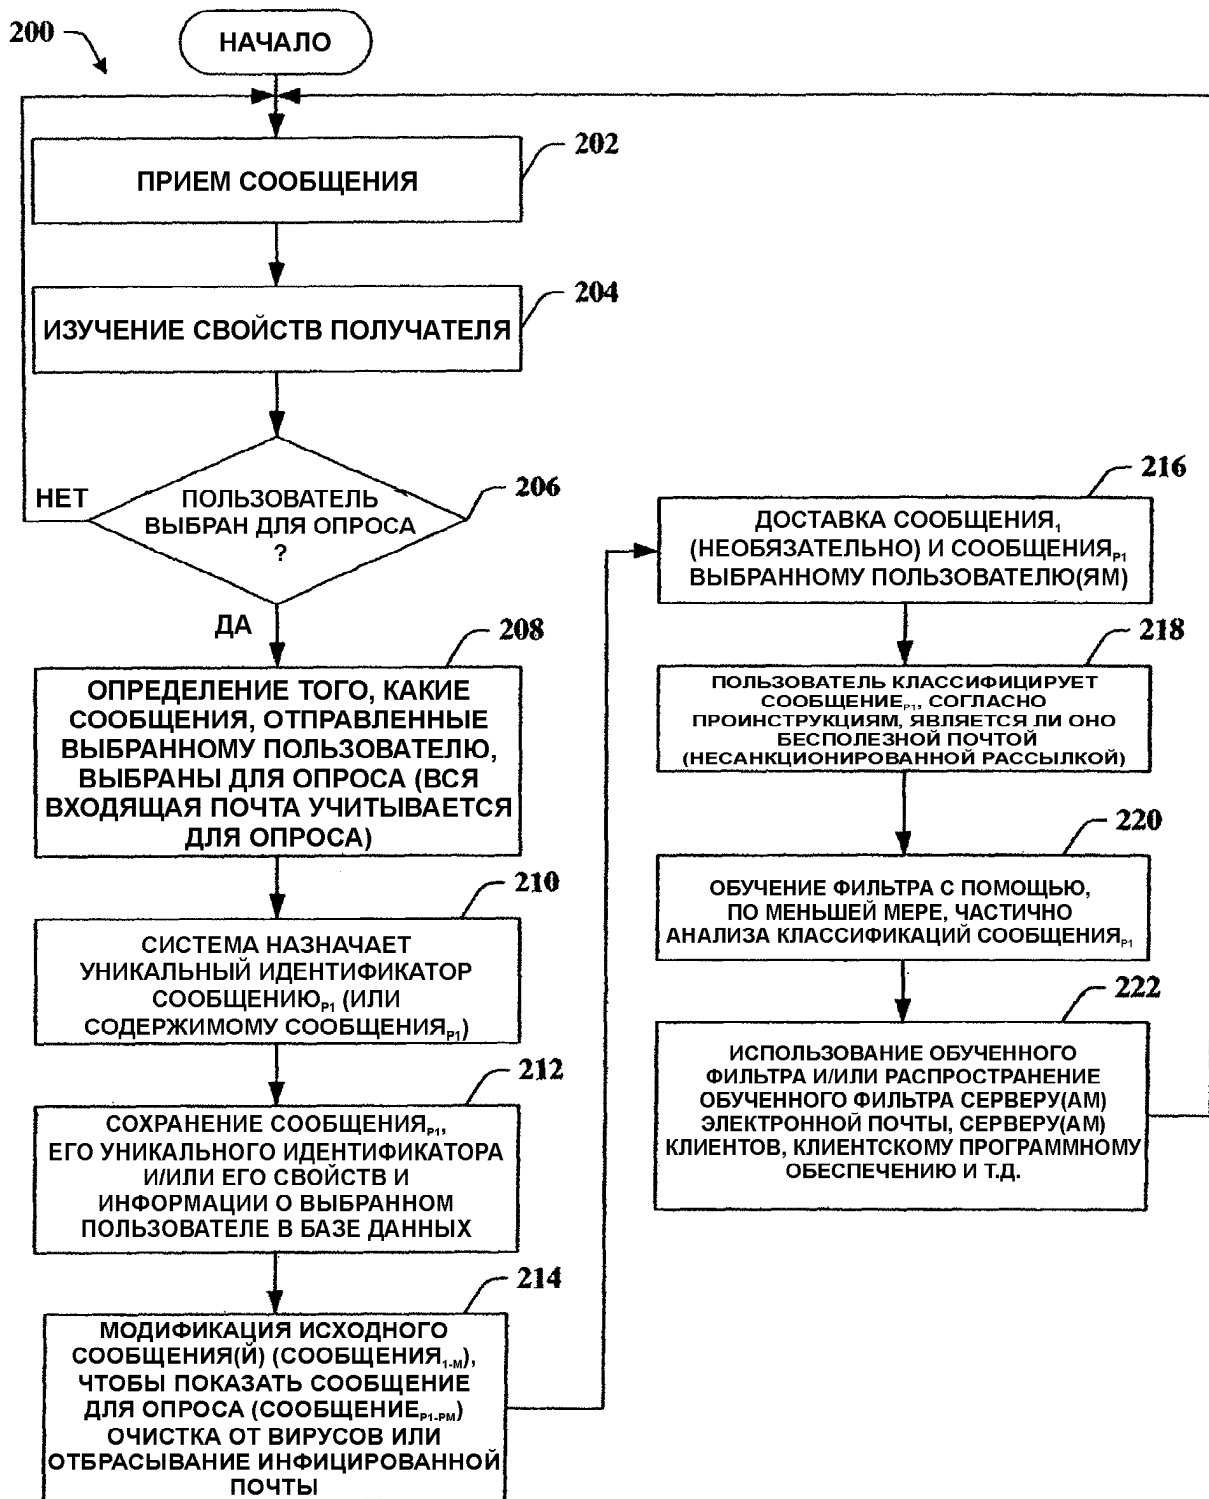 200
НАЧАЛО
202
ПРИЕМ СООБЩЕНИЯ
204
ИЗУЧЕНИЕ СВОЙСТВ ПОЛУЧАТЕЛЯ
206
НЕТ
ПОЛЬЗОВАТЕЛЬ
ВЫБРАН ДЛЯ ОПРОСА
?
ДА
208
ОПРЕДЕЛЕНИЕ ТОГО, КАКИЕ
СООБЩЕНИЯ, ОТПРАВЛЕННЫЕ
ВЫБРАННОМУ ПОЛЬЗОВАТЕЛЮ,
ВЫБРАНЫ ДЛЯ ОПРОСА (ВСЯ
ВХОДЯЩАЯ ПОЧТА УЧИТЫВАЕТСЯ
ДЛЯ ОПРОСА)
210
СИСТЕМА НАЗНАЧАЕТ
УНИКАЛЬНЫЙ ИДЕНТИФИКАТОР
СООБЩЕНИЮP1 (ИЛИ
СОДЕРЖИМОМУ СООБЩЕНИЯP1)
212
СОХРАНЕНИЕ СООБЩЕНИЯP1,
ЕГО УНИКАЛЬНОГО ИДЕНТИФИКАТОРА
И/ИЛИ ЕГО СВОЙСТВ И
ИНФОРМАЦИИ О ВЫБРАННОМ
ПОЛЬЗОВАТЕЛЕ В БАЗЕ ДАННЫХ
214
МОДИФИКАЦИЯ ИСХОДНОГО
СООБЩЕНИЯ(Й) (СООБЩЕНИЯ1-M),
ЧТОБЫ ПОКАЗАТЬ СООБЩЕНИЕ
ДЛЯ ОПРОСА (СООБЩЕНИЕP1-PM)
ОЧИСТКА ОТ ВИРУСОВ ИЛИ
ОТБРАСЫВАНИЕ ИНФИЦИРОВАННОЙ
ПОЧТЫ
216
ДОСТАВКА СООБЩЕНИЯ1
(НЕОБЯЗАТЕЛЬНО) И СООБЩЕНИЯP1
ВЫБРАННОМУ ПОЛЬЗОВАТЕЛЮ(ЯМ)
218
ПОЛЬЗОВАТЕЛЬ КЛАССИФИЦИРУЕТ
СООБЩЕНИЕP1, СОГЛАСНО
ПРОИНСТРУКЦИЯМ, ЯВЛЯЕТСЯ ЛИ ОНО
БЕСПОЛЕЗНОЙ ПОЧТОЙ
(НЕСАНКЦИОНИРОВАННОЙ РАССЫЛКОЙ)
220
ОБУЧЕНИЕ ФИЛЬТРА С ПОМОЩЬЮ,
ПО МЕНЬШЕЙ МЕРЕ, ЧАСТИЧНО
АНАЛИЗА КЛАССИФИКАЦИЙ СООБЩЕНИЯP1
222
ИСПОЛЬЗОВАНИЕ ОБУЧЕННОГО
ФИЛЬТРА И/ИЛИ РАСПРОСТРАНЕНИЕ
ОБУЧЕННОГО ФИЛЬТРА СЕРВЕРУ(АМ)
ЭЛЕКТРОННОЙ ПОЧТЫ, СЕРВЕРУ(АМ)
КЛИЕНТОВ, КЛИЕНТСКОМУ ПРОГРАММНОМУ
ОБЕСПЕЧЕНИЮ И Т.Д.